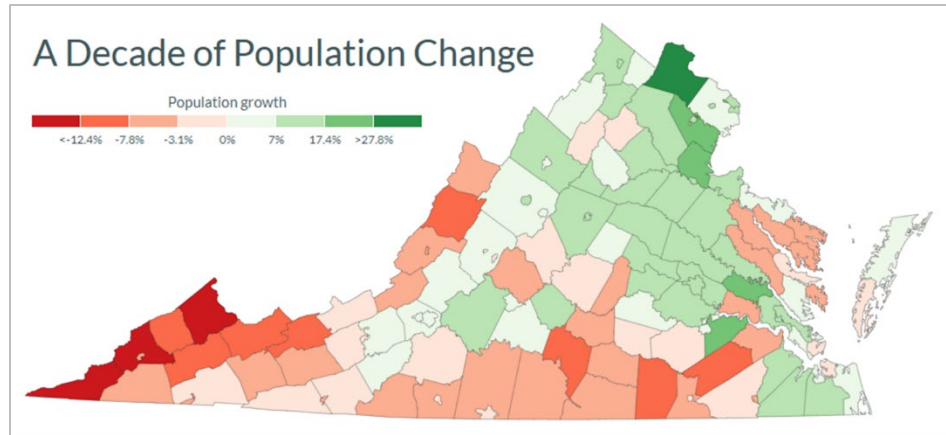 A Decade of Population Change
Population growth
<-12.4% -7.8% -3.1% 0% 7% 17.4% >27.8%